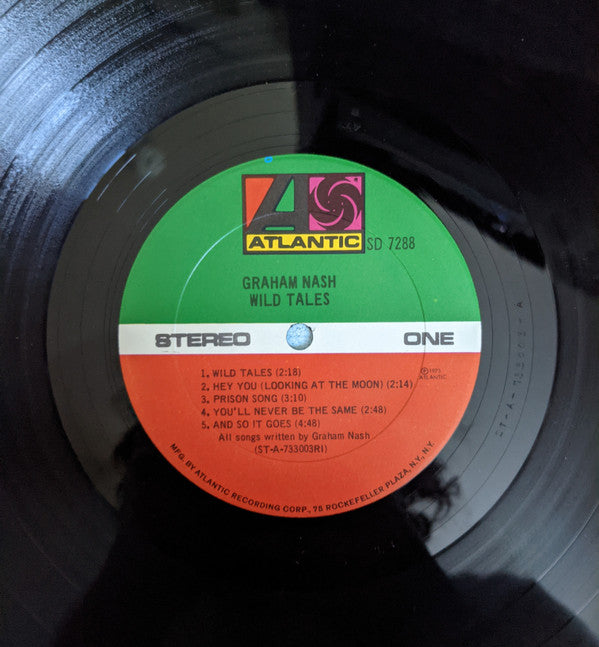 ATLANTIC SD 7288
GRAHAM NASH
WILD TALES
STEREO ONE
1. WILD TALES (2:18)
2. HEY YOU (LOOKING AT THE MOON) (2:14)
3. PRISON SONG (3:10)
4. YOU'LL NEVER BE THE SAME (2:48)
5. AND SO IT GOES (4:48)
All songs written by Graham Nash
(ST-A-733003RI)
℗1973
ATLANTIC
MFG. BY ATLANTIC RECORDING CORP., 75 ROCKEFELLER PLAZA, N.Y., N.Y.